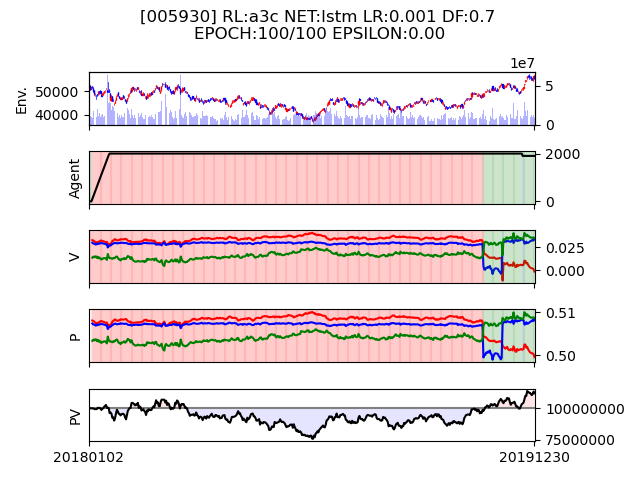 [005930] RL:a3c NET:lstm LR:0.001 DF:0.7
EPOCH:100/100 EPSILON:0.00
1e7
Env.
50000
40000
5
0
Agent
2000
0
V
0.025
0.000
P
0.51
0.50
PV
100000000
75000000
20180102
20191230